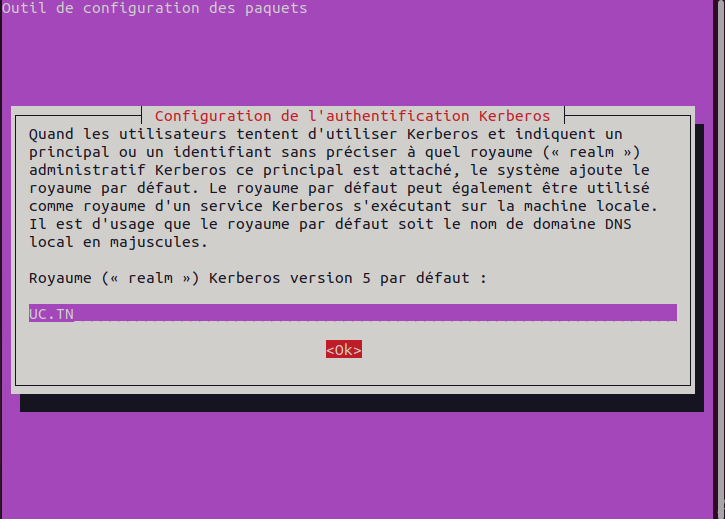 Outil de configuration des paquets
Configuration de l'authentification Kerberos
Quand les utilisateurs tentent d'utiliser Kerberos et indiquent un
principal ou un identifiant sans préciser à quel royaume (« realm »)
administratif Kerberos ce principal est attaché, le système ajoute le
royaume par défaut. Le royaume par défaut peut également être utilisé
comme royaume d'un service Kerberos s'exécutant sur la machine locale.
Il est d'usage que le royaume par défaut soit le nom de domaine DNS
local en majuscules.
Royaume (« realm ») Kerberos version 5 par défaut :
UC.TN
<Ok>